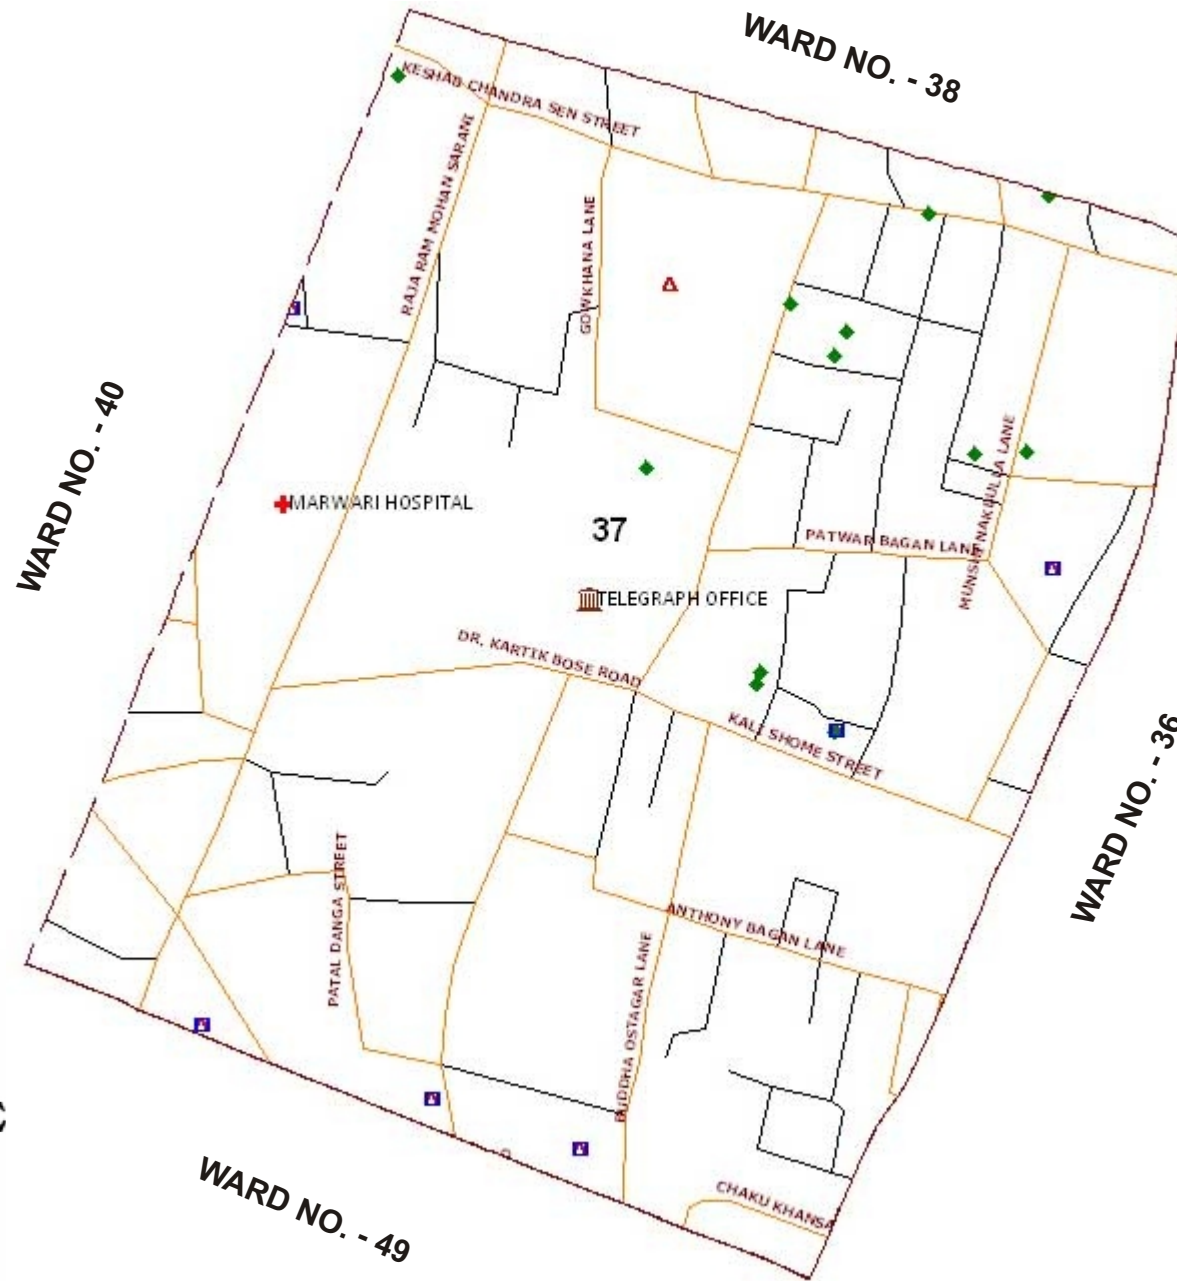 WARD NO. - 38
KESHAB CHANDRA SEN STREET
RAJA RAM MOHAN SARANI
GOWKHANA LANE
WARD NO. - 40
MUNSHI NAKIBULLA LANE
MARWARI HOSPITAL
37
PATWAR BAGAN LANE
TELEGRAPH OFFICE
DR. KARTIK BOSE ROAD
KALI SHOME STREET
WARD NO. - 36
PATAL DANGA STREET
ANTHONY BAGAN LANE
BUDDHA OSTAGAR LANE
CHAKU KHANSA
WARD NO. - 49